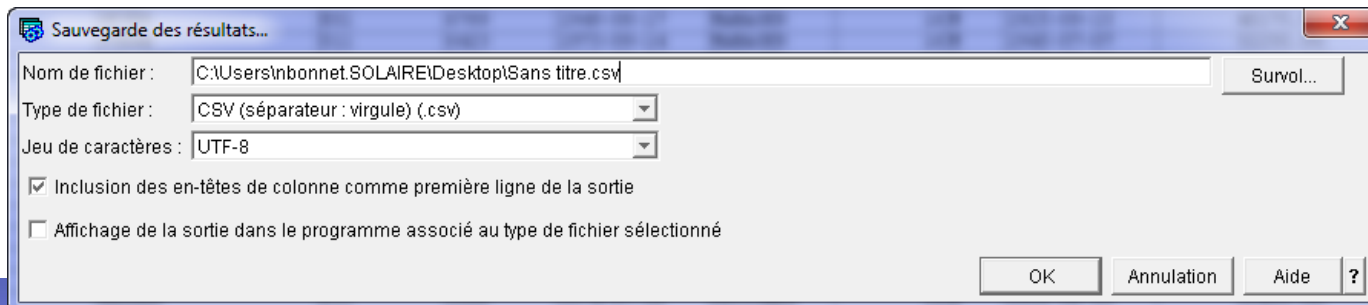 Sauvegarde des résultats...
Nom de fichier : C:\Users\nbonnet.SOLAIRE\Desktop\Sans titre.csv Survol...
Type de fichier : CSV (séparateur : virgule) (.csv)
Jeu de caractères : UTF-8
Inclusion des en-têtes de colonne comme première ligne de la sortie
Affichage de la sortie dans le programme associé au type de fichier sélectionné
OK Annulation Aide ?